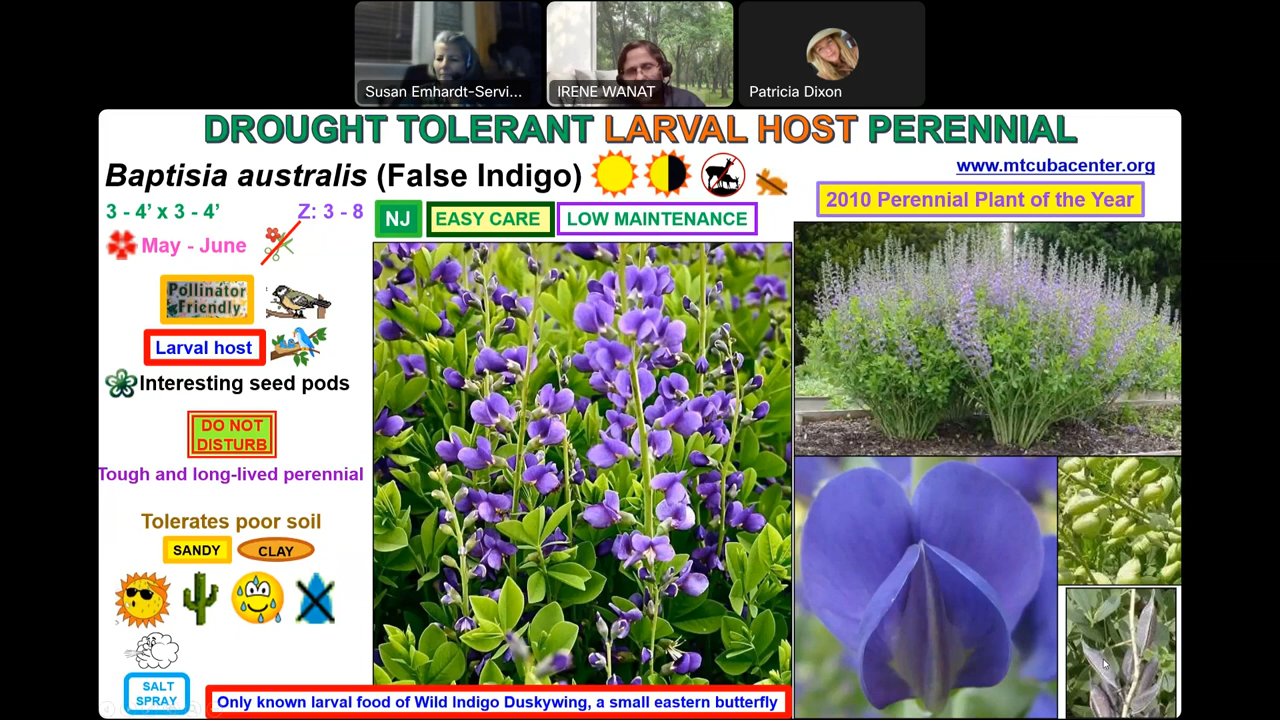 Susan Emhardt-Servi...
IRENE WANAT
Patricia Dixon
DROUGHT TOLERANT LARVAL HOST PERENNIAL
Baptisia australis (False Indigo)
www.mtcubacenter.org
2010 Perennial Plant of the Year
3 - 4’ x 3 - 4’
Z: 3 - 8
NJ
EASY CARE
LOW MAINTENANCE
May - June
Pollinator
Friendly
Larval host
Interesting seed pods
DO NOT
DISTURB
Tough and long-lived perennial
Tolerates poor soil
SANDY
CLAY
SALT
SPRAY
Only known larval food of Wild Indigo Duskywing, a small eastern butterfly